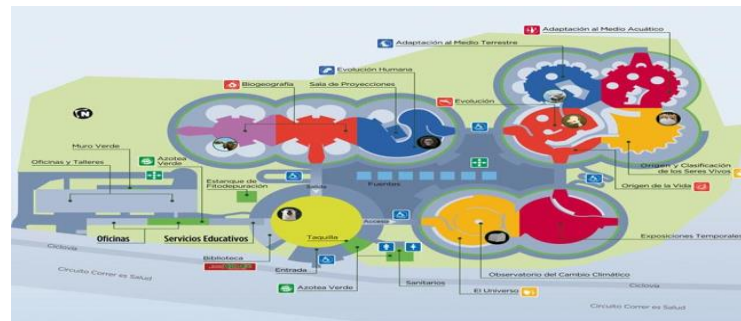 Adaptación al Medio Acuático
Adaptación al Medio Terrestre
Evolución Humana
Biogeografía
Sala de Proyecciones
Evolución
N
Muro Verde
Oficinas y Talleres
Azotea
Verde
Estanque de
Fitodepuración
Origen y Clasificación
de los Seres Vivos
Fuentes
Origen de la Vida
Salida
Acceso
Oficinas
Servicios Educativos
Taquilla
Exposiciones Temporales
Biblioteca
Observatorio del Cambio Climático
Ciclovía
Entrada
Sanitarios
Ciclovía
Azotea Verde
El Universo
Circuito Correr es Salud
Circuito Correr es Salud